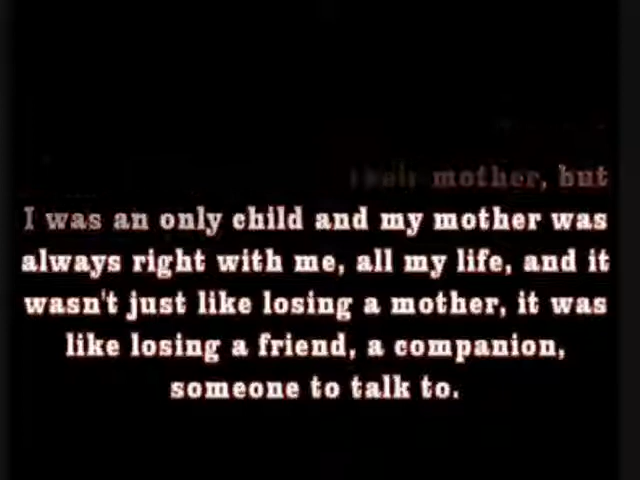 their mother, but
I was an only child and my mother was
always right with me, all my life, and it
wasn't just like losing a mother, it was
like losing a friend, a companion,
someone to talk to.